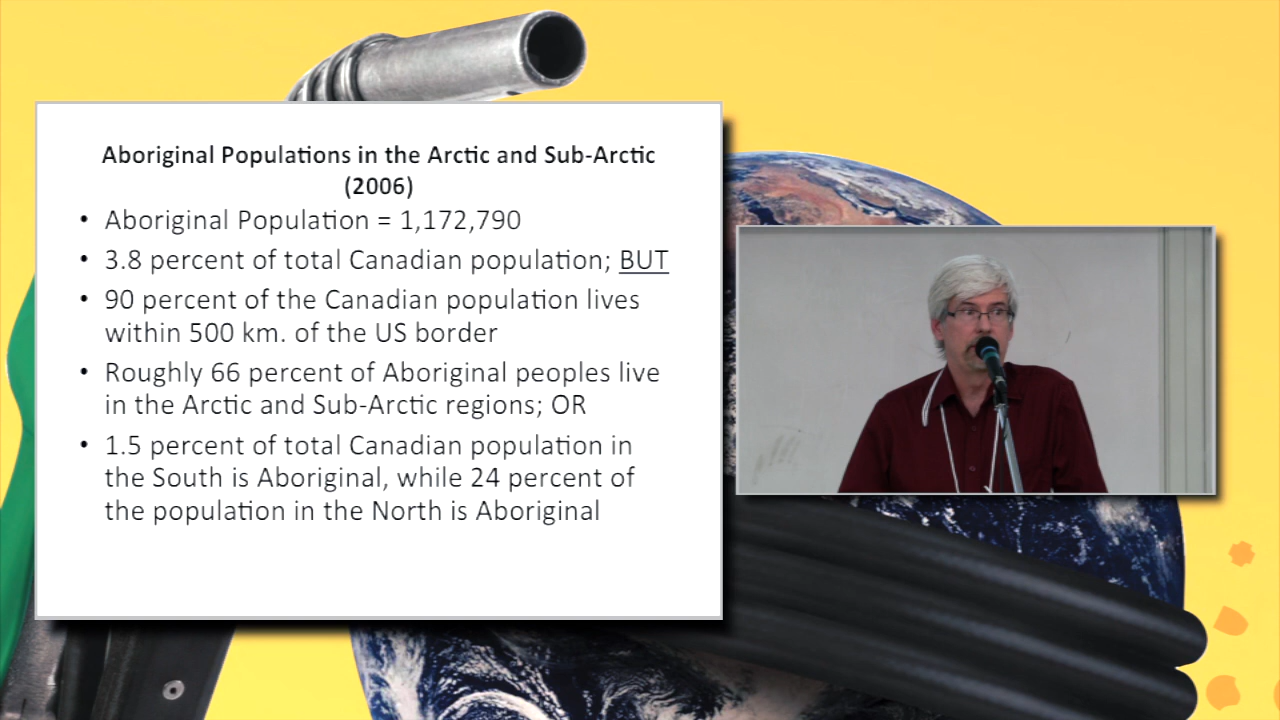 Aboriginal Populations in the Arctic and Sub-Arctic
(2006)
• Aboriginal Population = 1,172,790
• 3.8 percent of total Canadian population; BUT
• 90 percent of the Canadian population lives
within 500 km. of the US border
• Roughly 66 percent of Aboriginal peoples live
in the Arctic and Sub-Arctic regions; OR
• 1.5 percent of total Canadian population in
the South is Aboriginal, while 24 percent of
the population in the North is Aboriginal